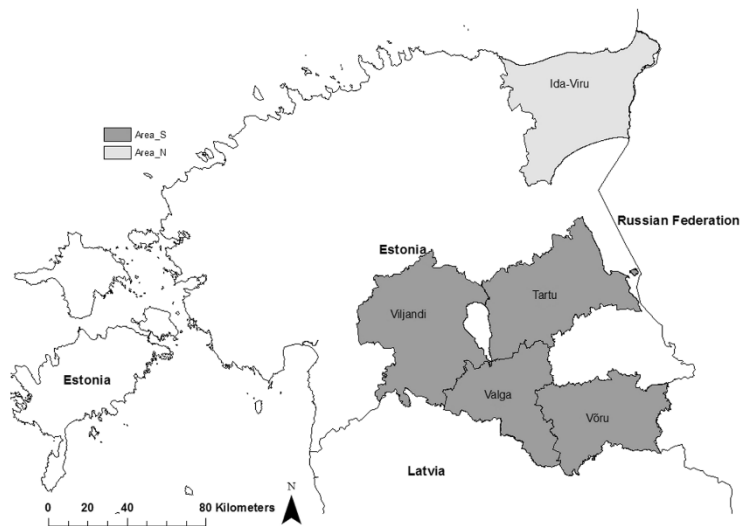 Ida-Viru
Area_S
Area_N
Russian Federation
Estonia
Tartu
Viljandi
Estonia
Valga
Võru
Latvia
N
0 20 40 80 Kilometers